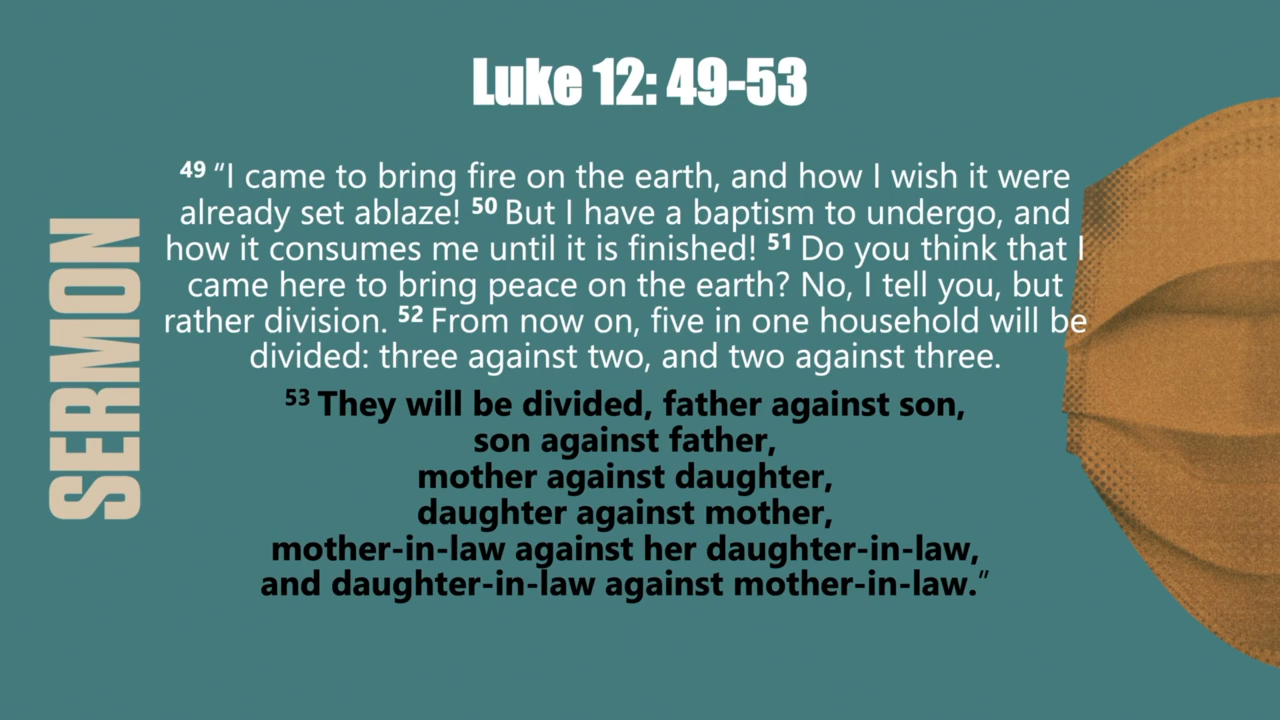 Luke 12: 49-53
SERMON
49 “I came to bring fire on the earth, and how I wish it were
already set ablaze! 50 But I have a baptism to undergo, and
how it consumes me until it is finished! 51 Do you think that I
came here to bring peace on the earth? No, I tell you, but
rather division. 52 From now on, five in one household will be
divided: three against two, and two against three.
53 They will be divided, father against son,
son against father,
mother against daughter,
daughter against mother,
mother-in-law against her daughter-in-law,
and daughter-in-law against mother-in-law.”